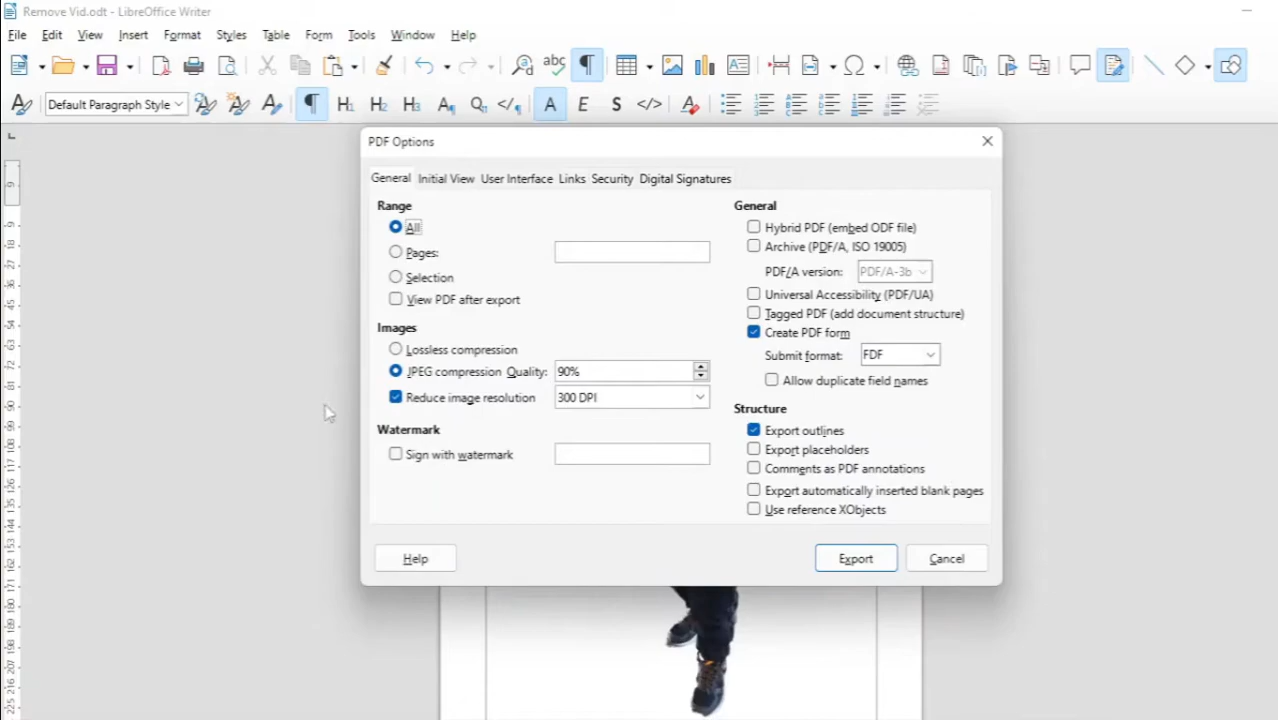 Remove Vid.odt - LibreOffice Writer
File Edit View Insert Format Tools Styles Table Form Tools Window Help
Default Paragraph Style
PDF Options
General Initial View User Interface Links Security Digital Signatures
Range
All
Pages:
Selection
View PDF after export
Images
Lossless compression
JPEG compression Quality: 90%
Reduce image resolution 300 DPI
Watermark
Sign with watermark
General
Hybrid PDF (embed ODF file)
Archive (PDF/A, ISO 19005)
PDF/A version: PDF/A-3b
Universal Accessibility (PDF/UA)
Tagged PDF (add document structure)
Create PDF form
Submit format: FDF
Allow duplicate field names
Structure
Export outlines
Export placeholders
Comments as PDF annotations
Export automatically inserted blank pages
Use reference XObjects
Help Export Cancel